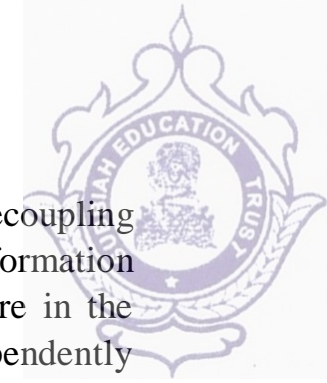 EDUCATION TRUST
ecoupling
formation
re in the
pendently